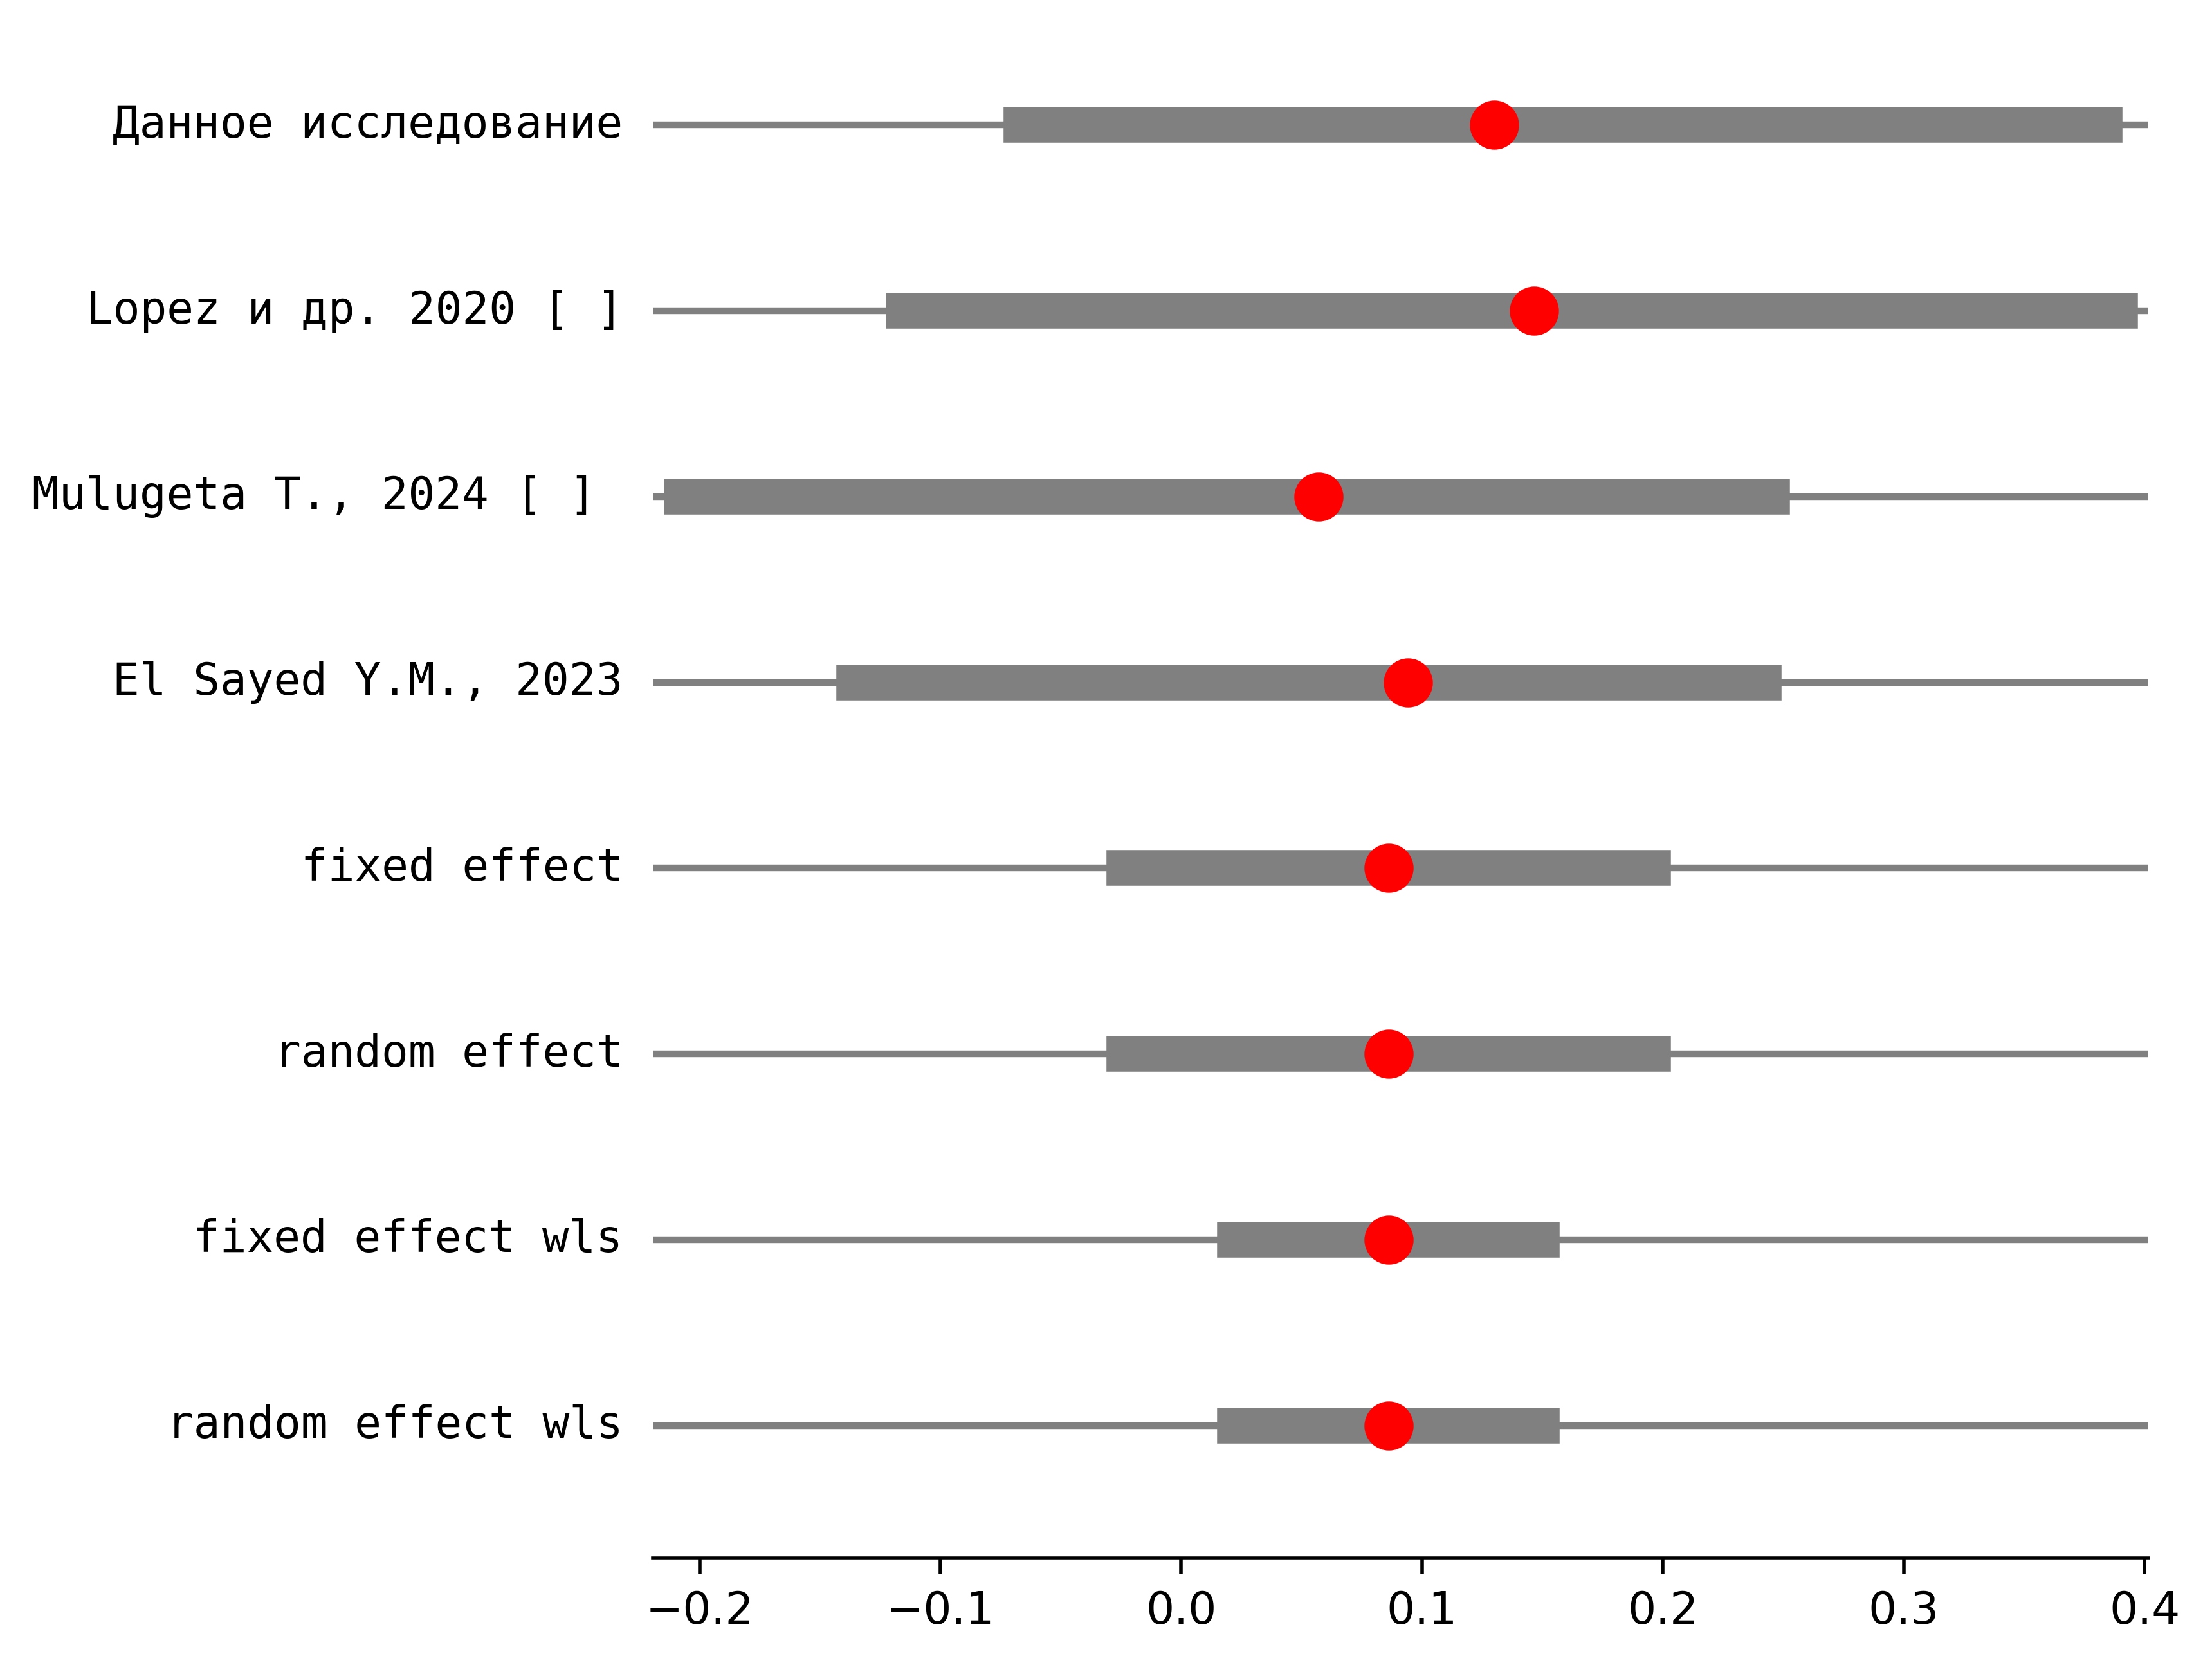 Данное исследование
Lopez и др. 2020 [ ]
Mulugeta T., 2024 [ ]
El Sayed Y.M., 2023
fixed effect
random effect
fixed effect wls
random effect wls
−0.2 −0.1 0.0 0.1 0.2 0.3 0.4